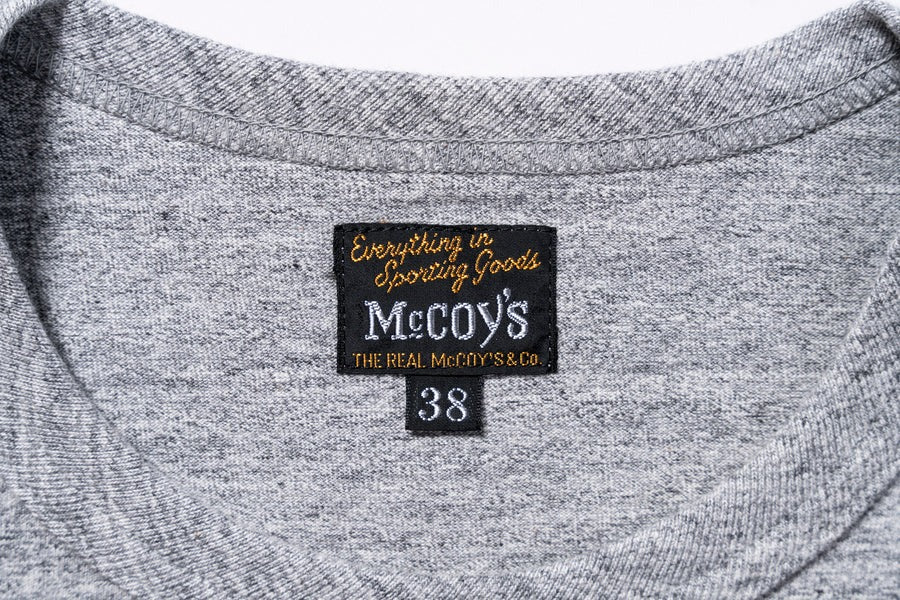 Everything in
Sporting Goods
McCOY'S
THE REAL McCOY'S & Co.
38